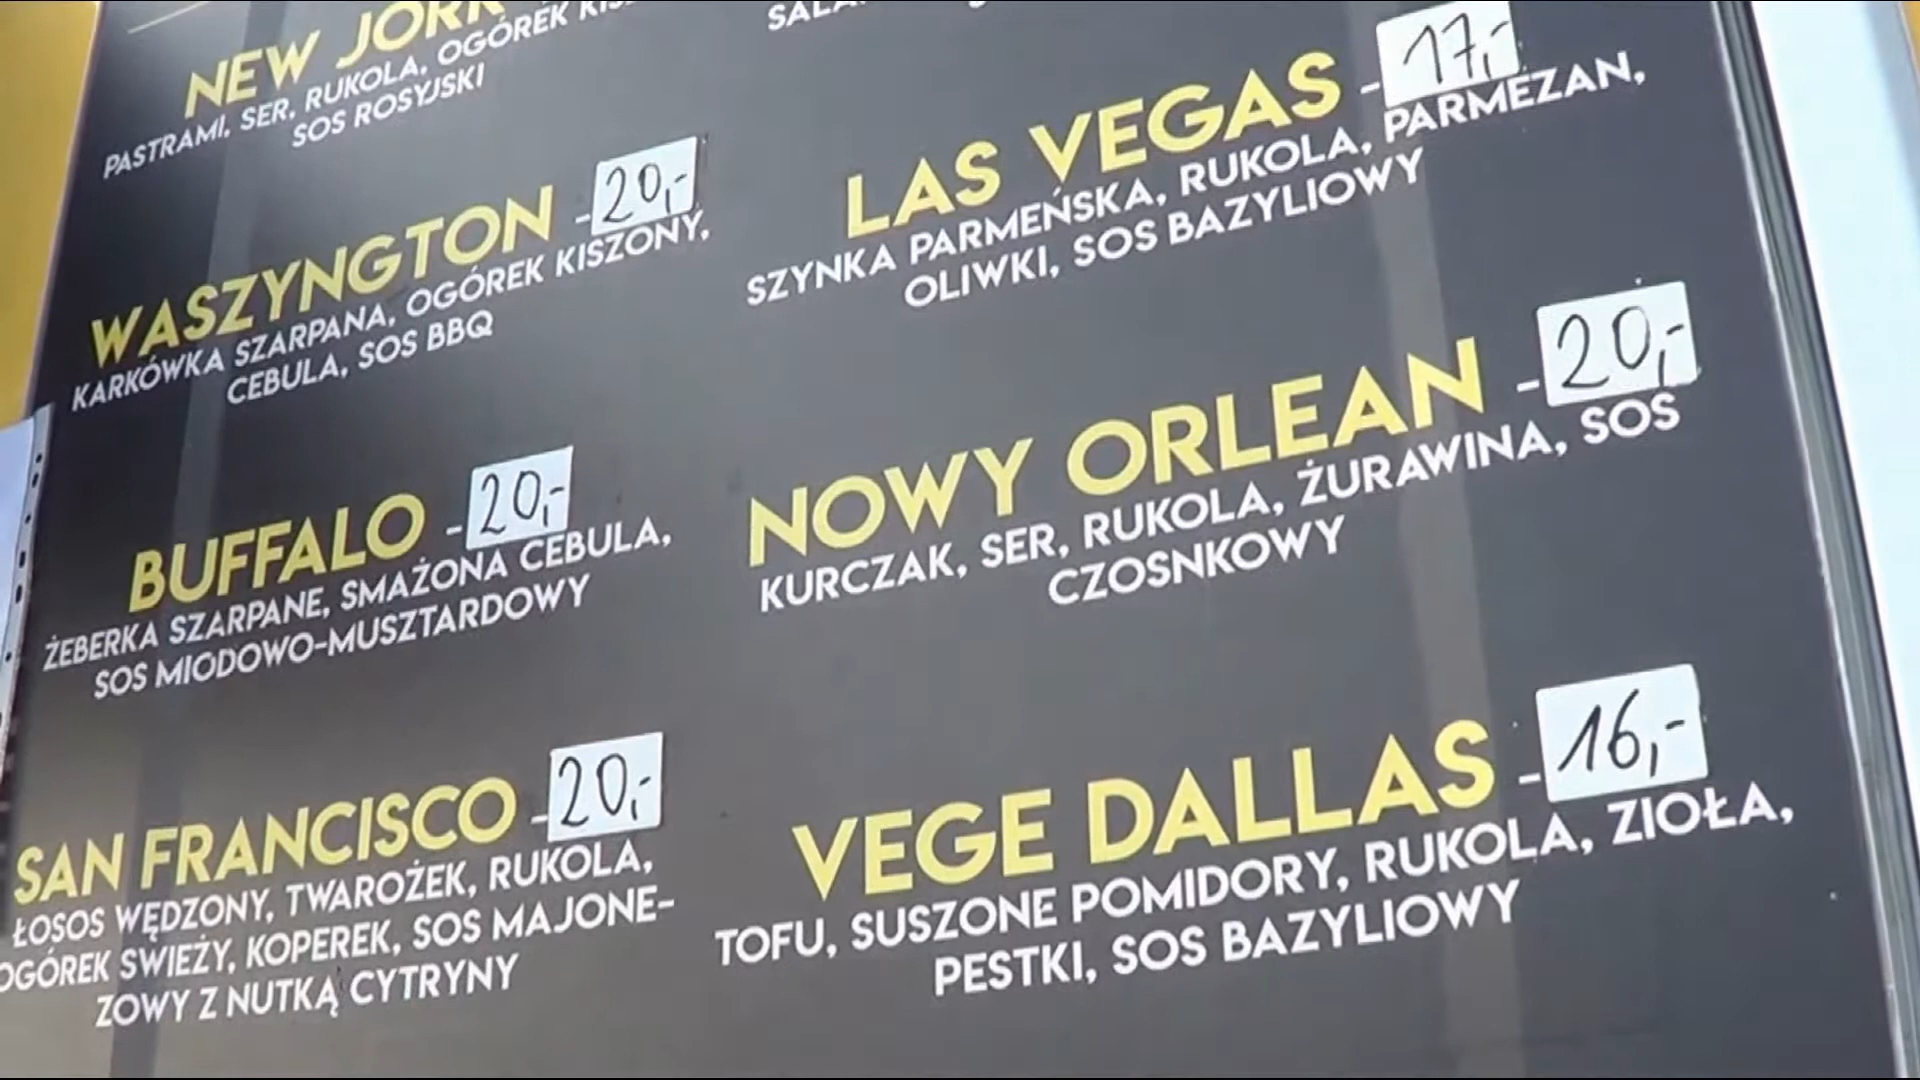 NEW JORK
PASTRAMI, SER, RUKOLA, OGÓREK
SOS ROSYJSKI
WASZYNGTON - 20,-
KARKÓWKA SZARPANA, OGÓREK KISZONY,
CEBULA, SOS BBQ
BUFFALO - 20,-
ŻEBERKA SZARPANE, SMAŻONA CEBULA,
SOS MIODOWO-MUSZTARDOWY
SAN FRANCISCO - 20,-
ŁOSOS WĘDZONY, TWAROŻEK, RUKOLA,
OGÓREK SWIEŻY, KOPEREK, SOS MAJONE-
ZOWY Z NUTKĄ CYTRYNY
LAS VEGAS - 17,-
SZYNKA PARMEŃSKA, RUKOLA, PARMEZAN,
OLIWKI, SOS BAZYLIOWY
NOWY ORLEAN - 20,-
KURCZAK, SER, RUKOLA, ŻURAWINA, SOS
CZOSNKOWY
VEGE DALLAS - 16,-
TOFU, SUSZONE POMIDORY, RUKOLA, ZIOŁA,
PESTKI, SOS BAZYLIOWY